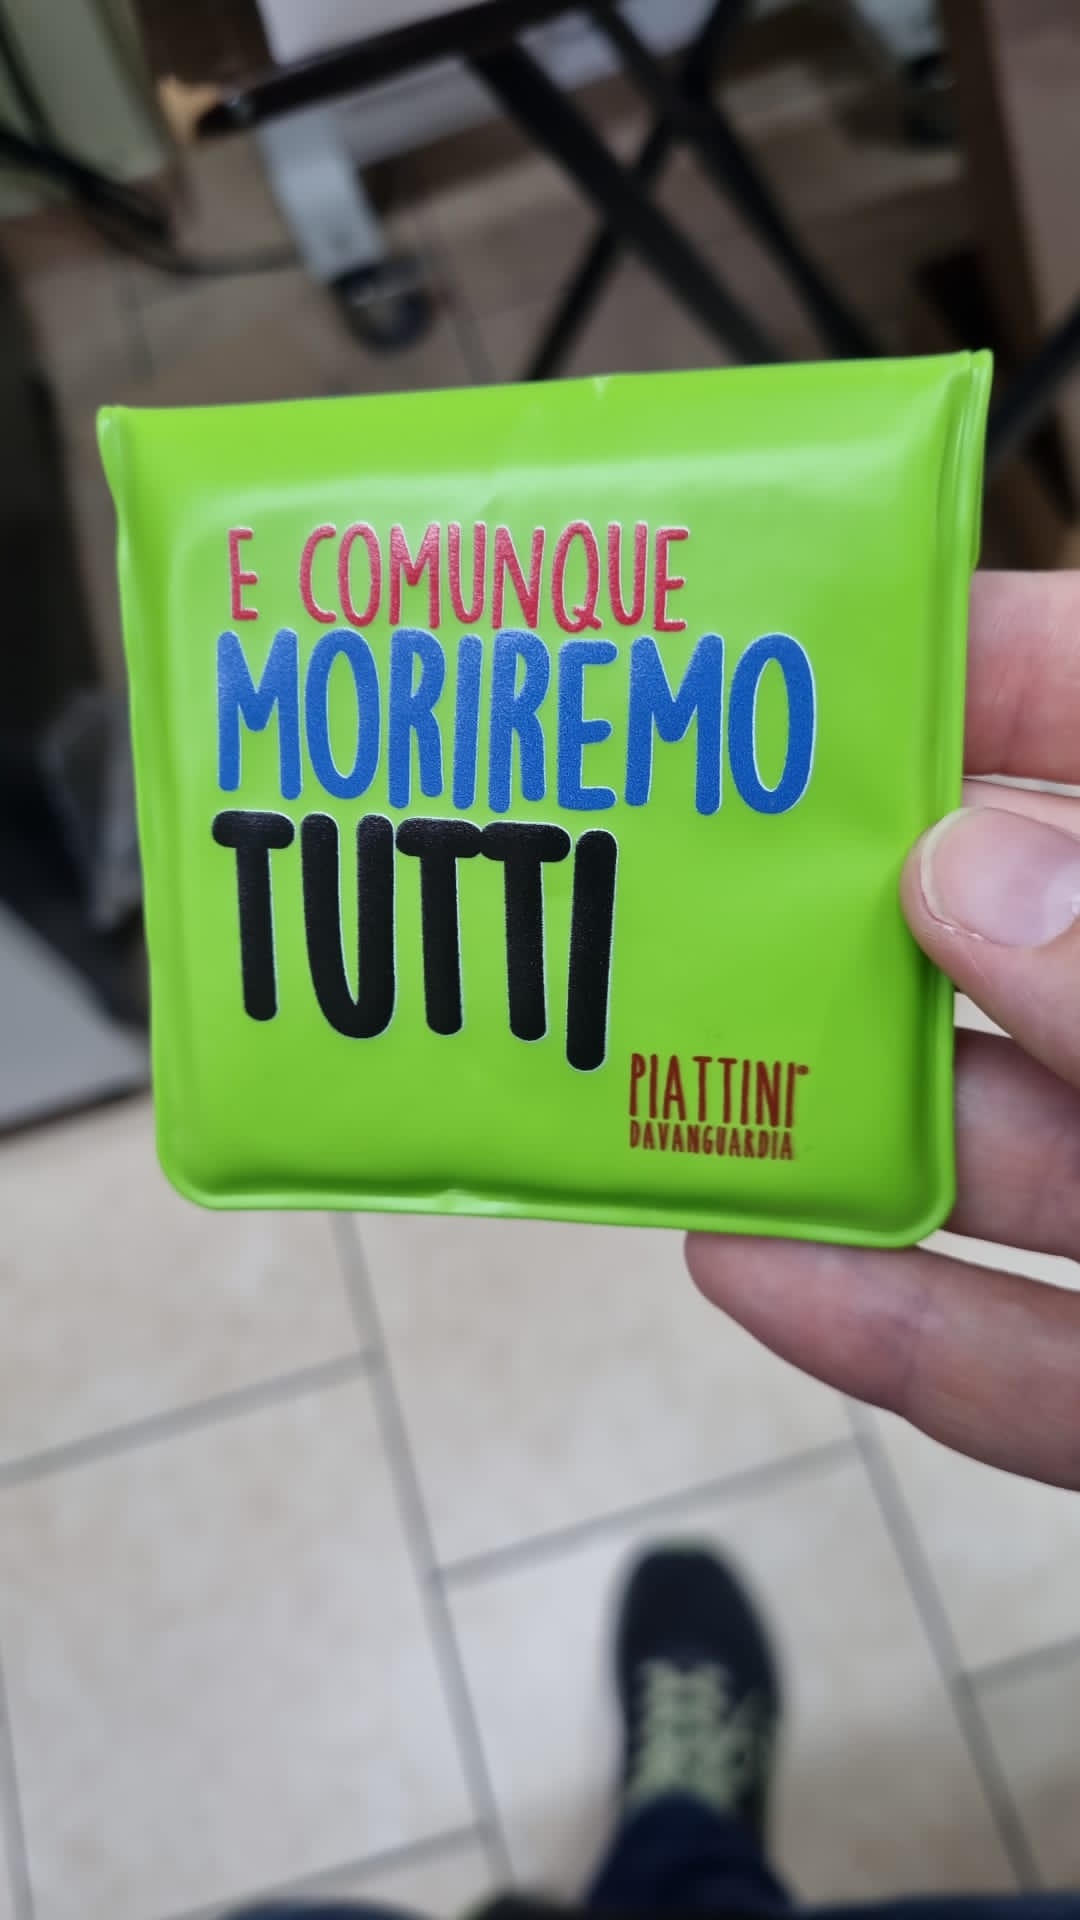 E COMUNQUE
MORIREMO
TUTTI
PIATTINI®
DAVANGUARDIA